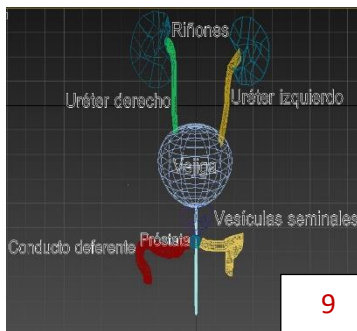 Riñones
Uréter derecho
Uréter izquierdo
Vejiga
Vesículas seminales
Próstata
Conducto deferente
9